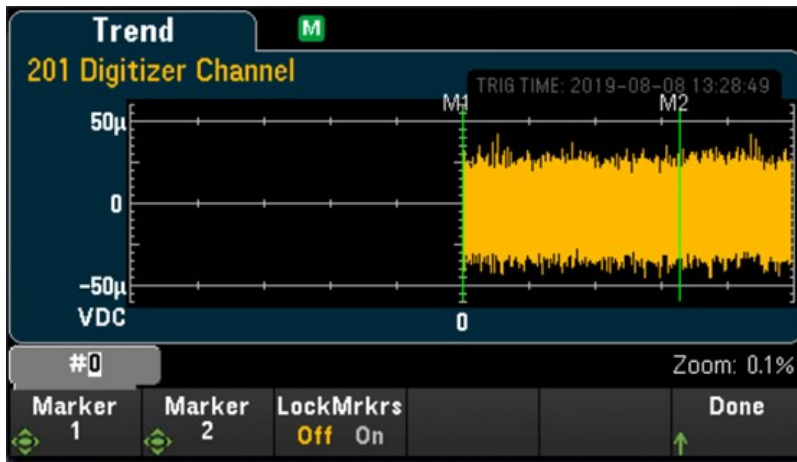 Trend M
201 Digitizer Channel
TRIG TIME: 2019-08-08 13:28:49
M1 M2
50µ
0
-50µ
VDC 0
#0 Zoom: 0.1%
Marker 1
Marker 2
LockMrkrs
Off On
Done